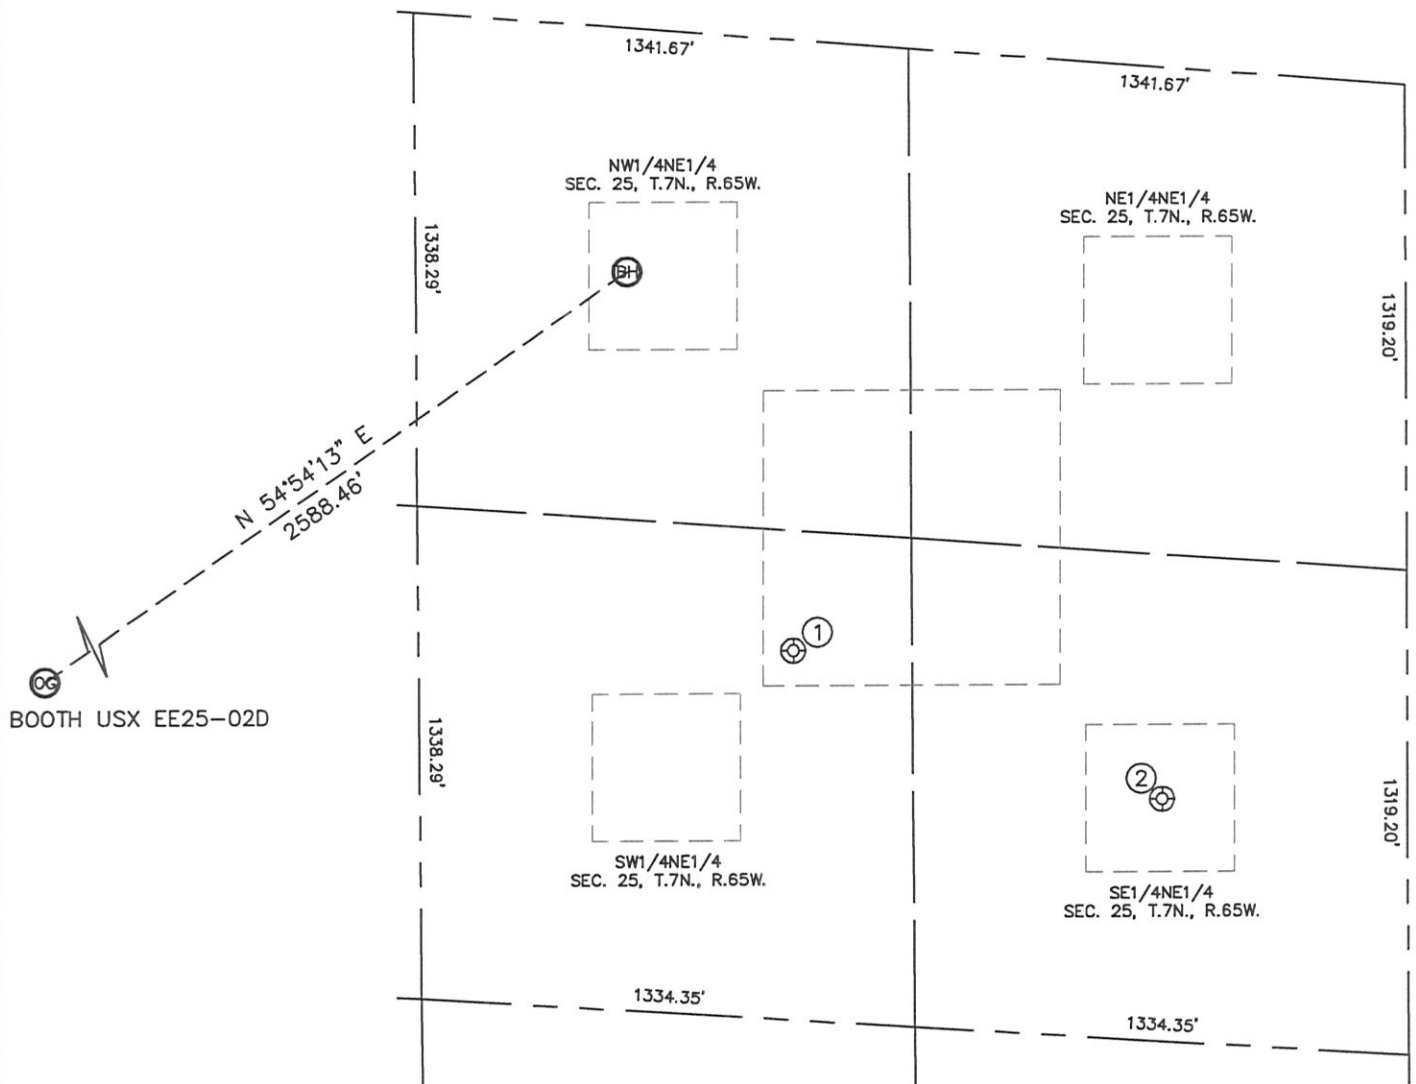 1341.67'
1341.67'
NW1/4NE1/4
SEC. 25, T.7N., R.65W.
NE1/4NE1/4
SEC. 25, T.7N., R.65W.
1338.29'
BH
1319.20'
N 54°54'13" E
2588.46'
1
OG
BOOTH USX EE25-02D
1338.29'
2
1319.20'
SW1/4NE1/4
SEC. 25, T.7N., R.65W.
SE1/4NE1/4
SEC. 25, T.7N., R.65W.
1334.35'
1334.35'